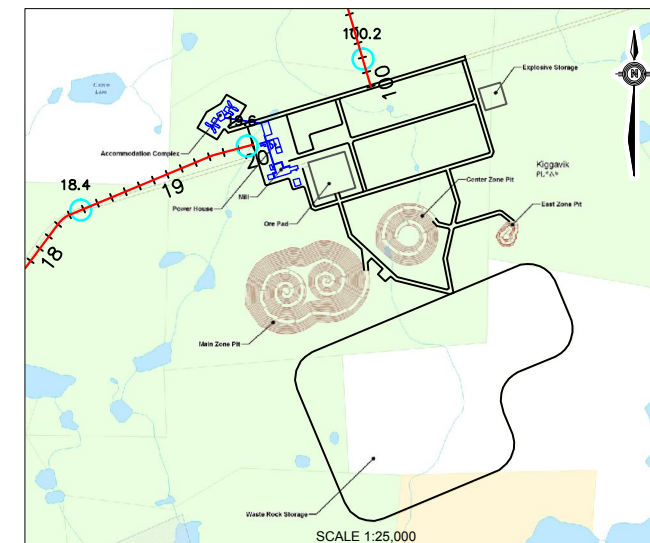 100.2
100
N
Explosive Storage
19.6
Accommodation Complex
20
Kiggavik
Center Zone Pit
18.4
19
Mill
Power House
East Zone Pit
Ore Pad
18
Main Zone Pit
Waste Rock Storage
SCALE 1:25,000